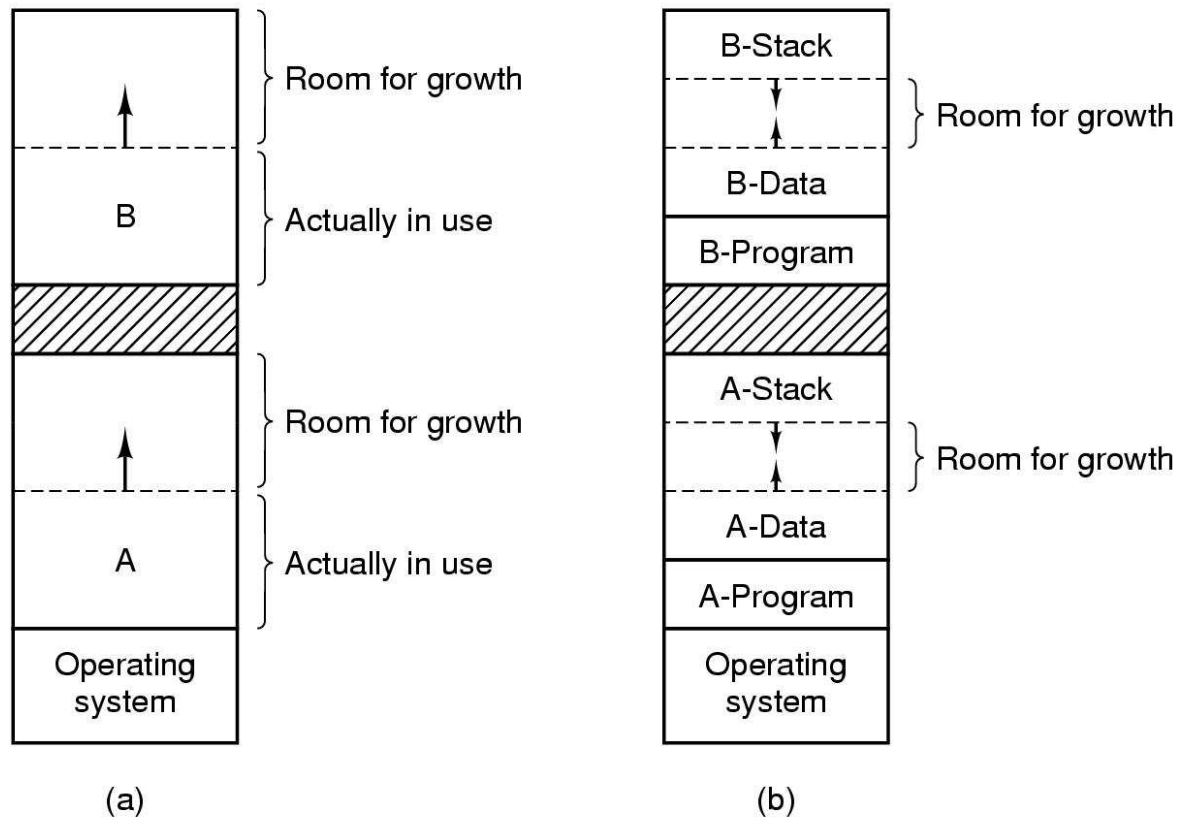 Room for growth
B
Actually in use
Room for growth
A
Actually in use
Operating
system
(a)
B-Stack
Room for growth
B-Data
B-Program
A-Stack
Room for growth
A-Data
A-Program
Operating
system
(b)